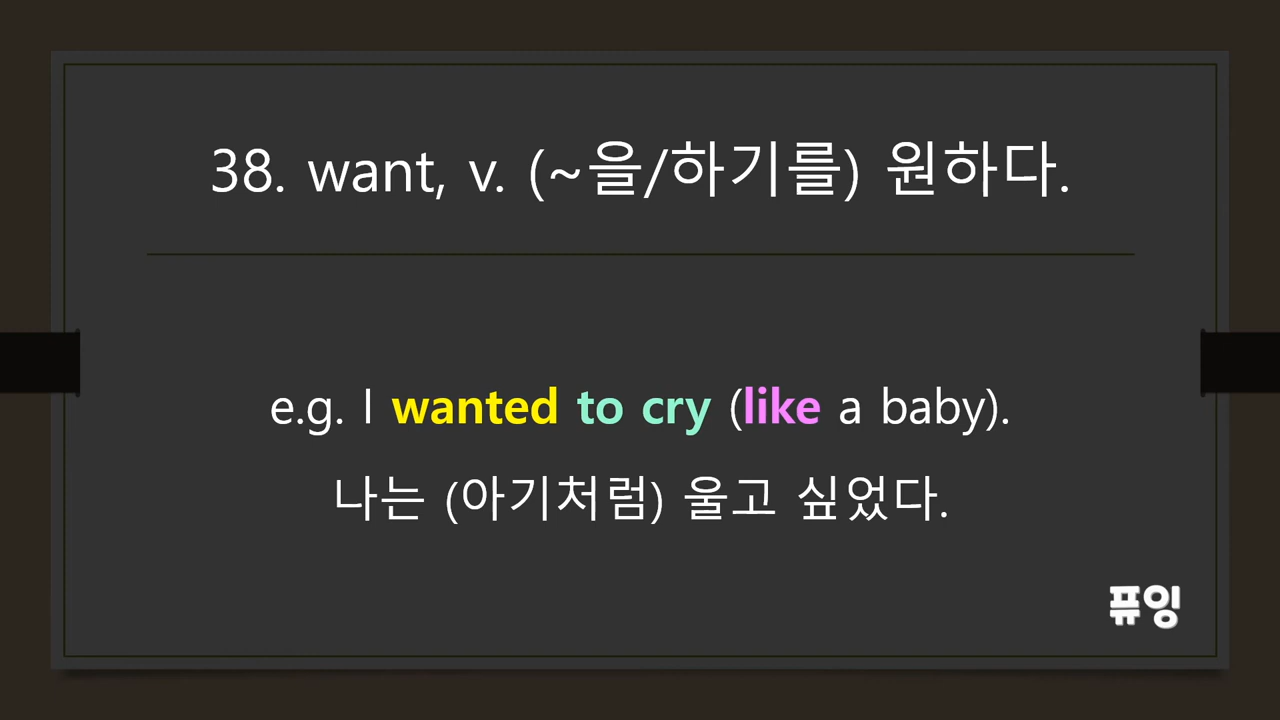 38. want, v. (~을/하기를) 원하다.
e.g. I wanted to cry (like a baby).
나는 (아기처럼) 울고 싶었다.
퓨잉